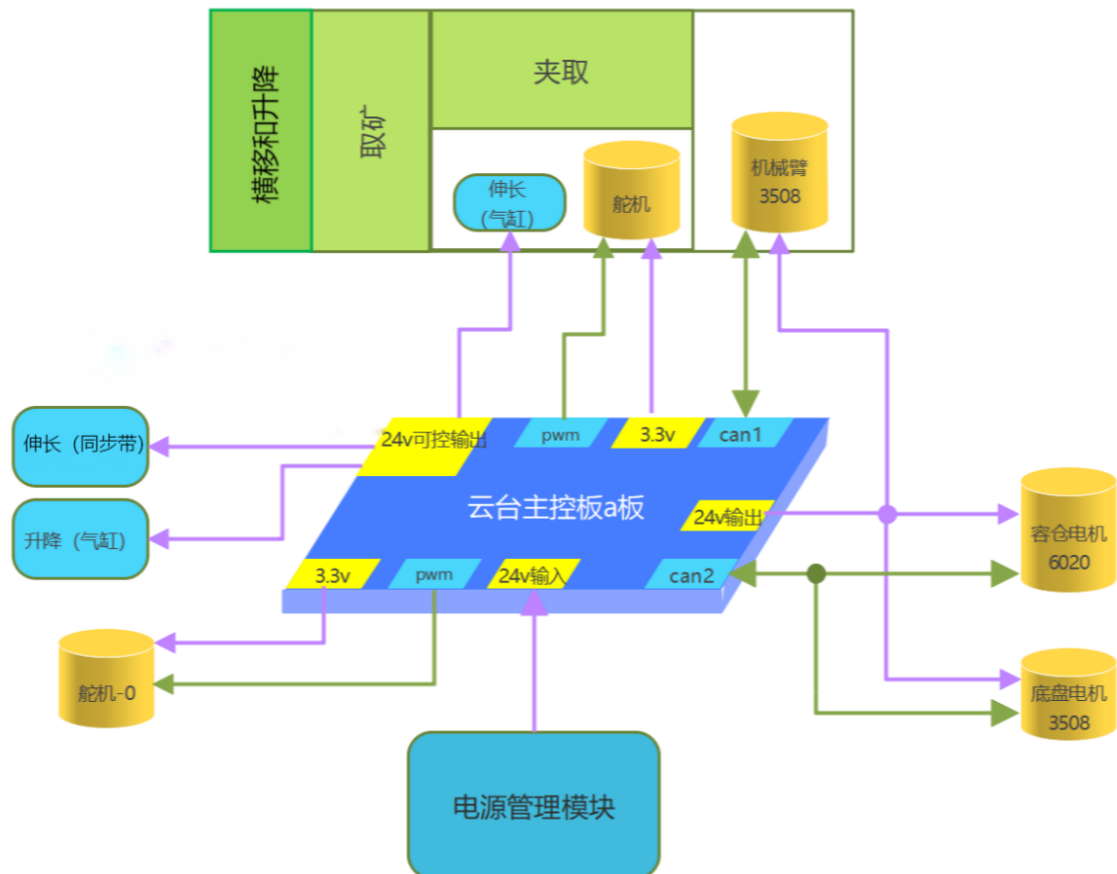 横移和升降
取矿
夹取
伸长
(气缸)
舵机
机械臂
3508
伸长（同步带)
升降（气缸）
24v可控输出
pwm
3.3v
can1
云台主控板a板
24v输出
3.3v
pwm
24v输入
can2
容仓电机
6020
舵机-0
底盘电机
3508
电源管理模块